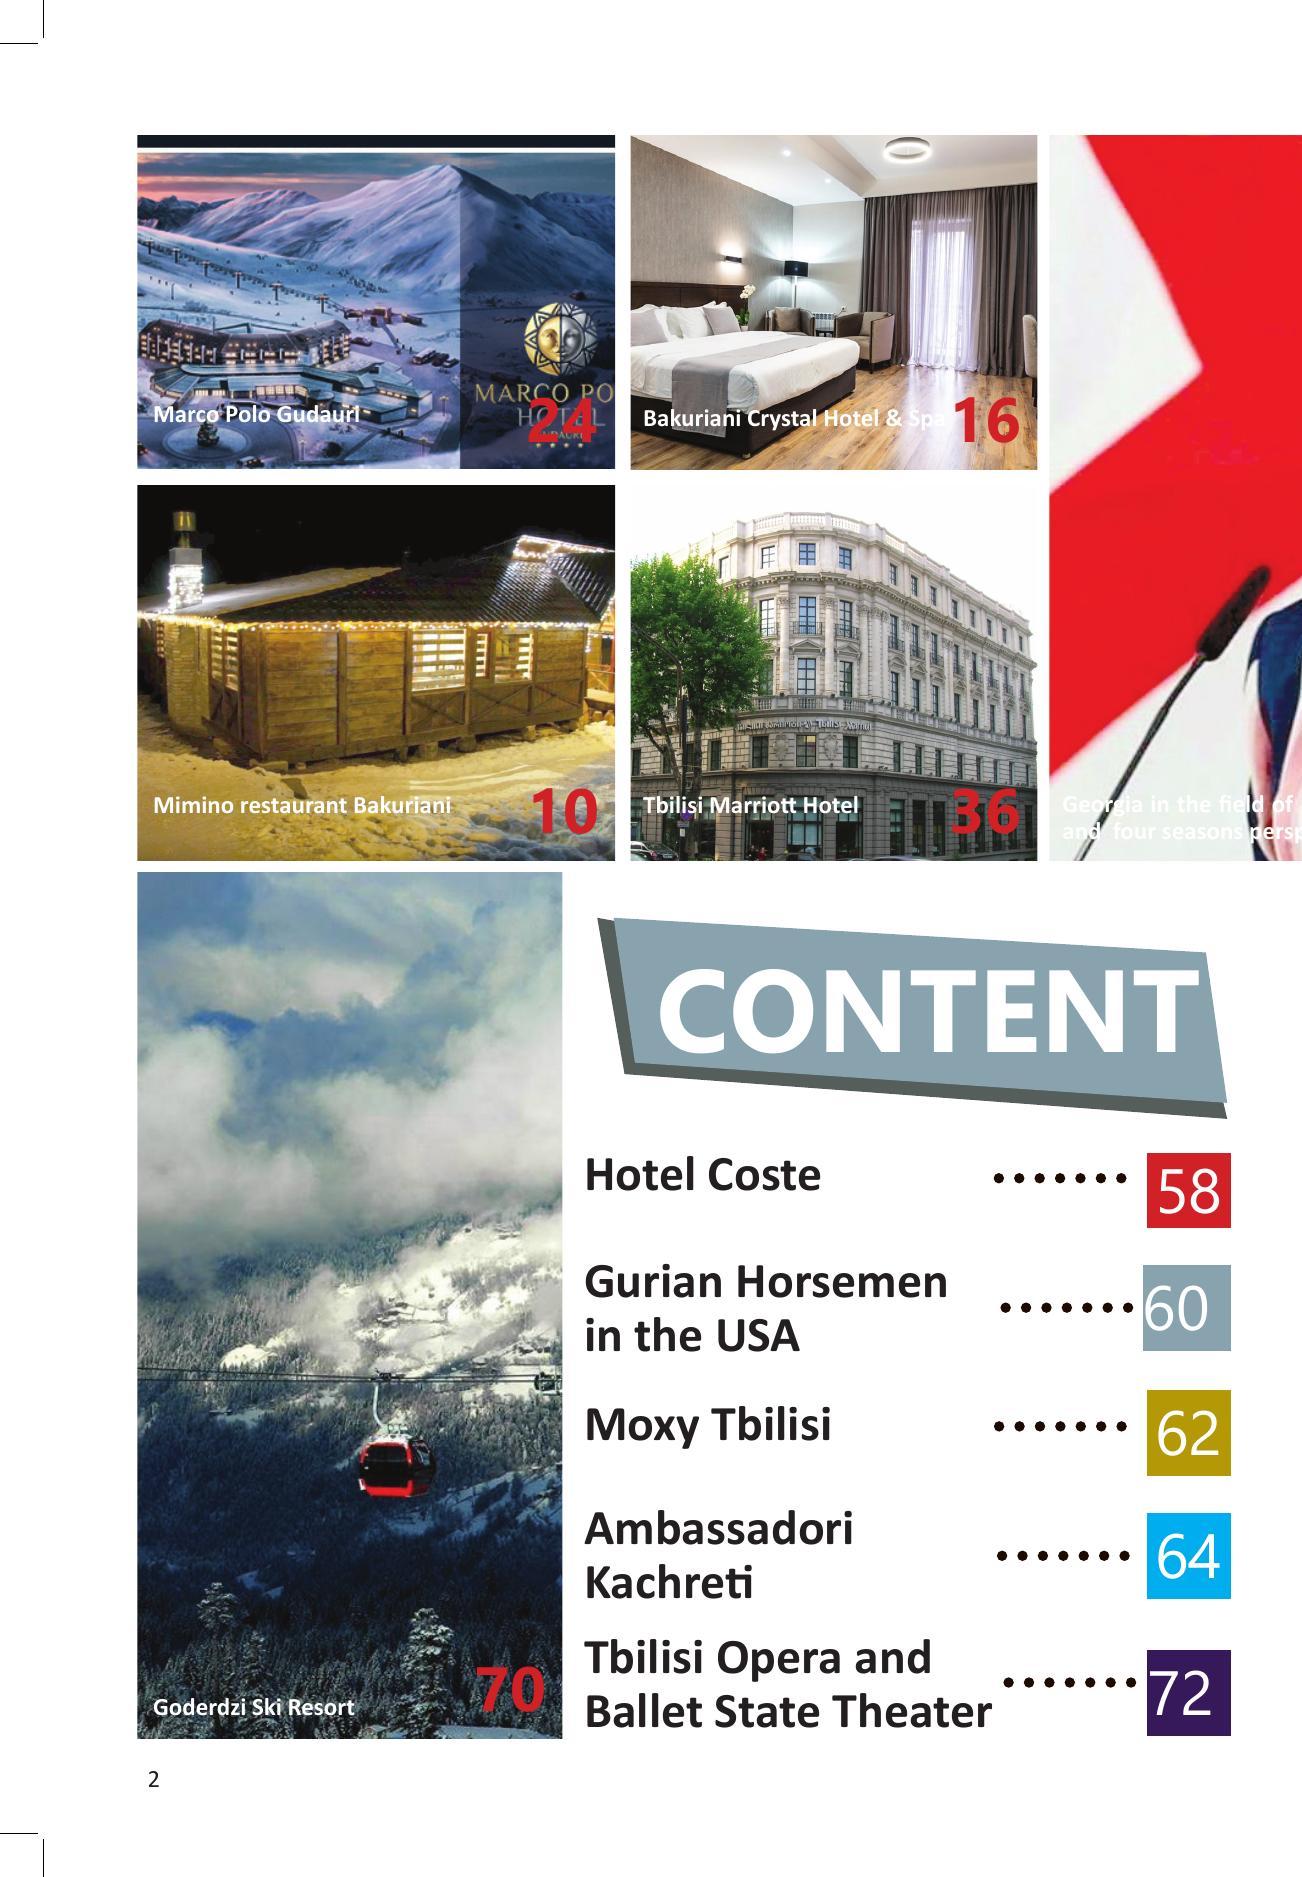 MARCO PO
HOTEL
Marco Polo Gudauri
24
Bakuriani Crystal Hotel & Spa
16
Mimino restaurant Bakuriani
10
Tbilisi Marriott Hotel
36
Georgia in the field of
and four seasons persp
CONTENT
Hotel Coste ....... 58
Gurian Horsemen
in the USA ....... 60
Moxy Tbilisi ....... 62
Ambassadori
Kachreti ....... 64
Tbilisi Opera and
Ballet State Theater ....... 72
Goderdzi Ski Resort
70
2